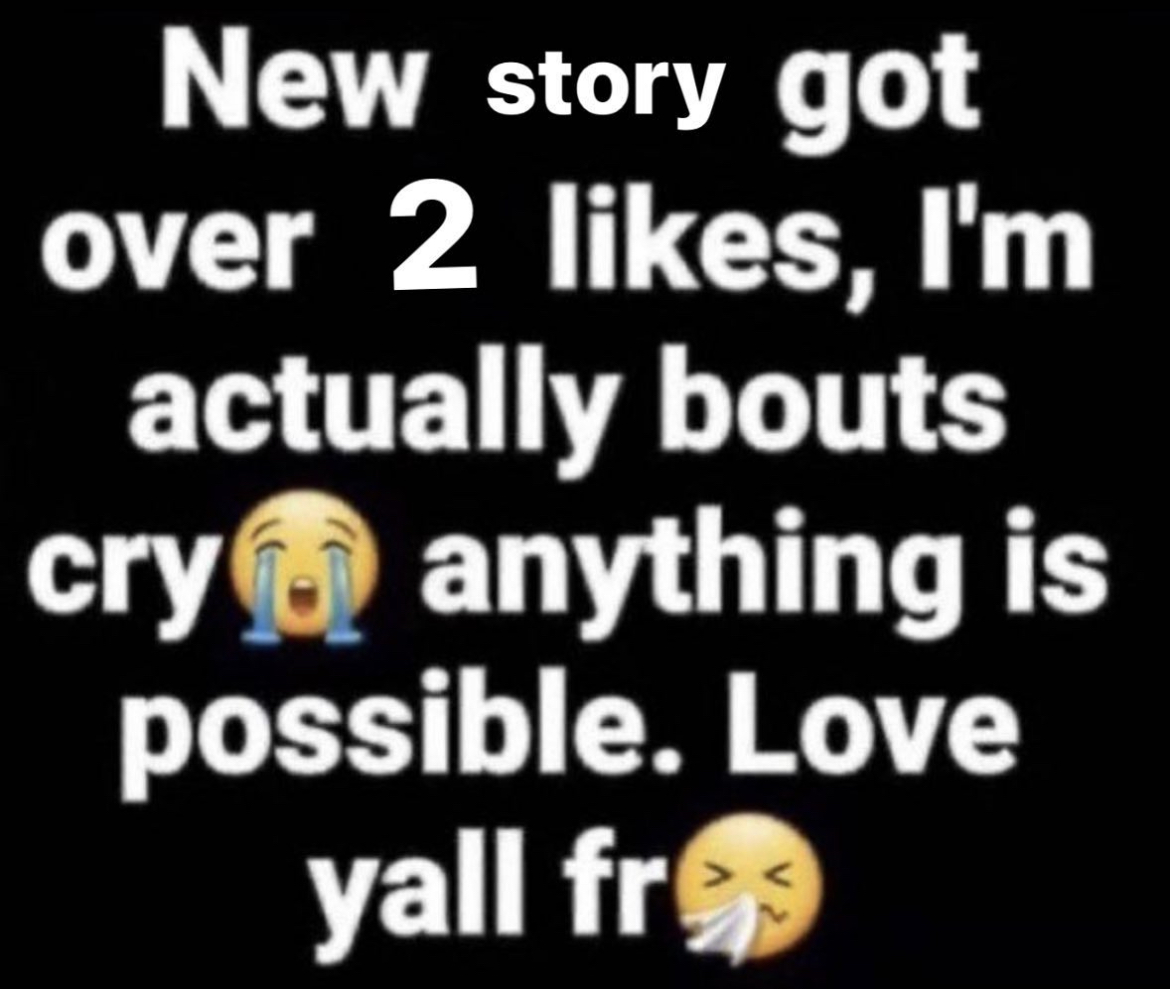 New story got
over 2 likes, I'm
actually bouts
cry😭 anything is
possible. Love
yall fr🤧